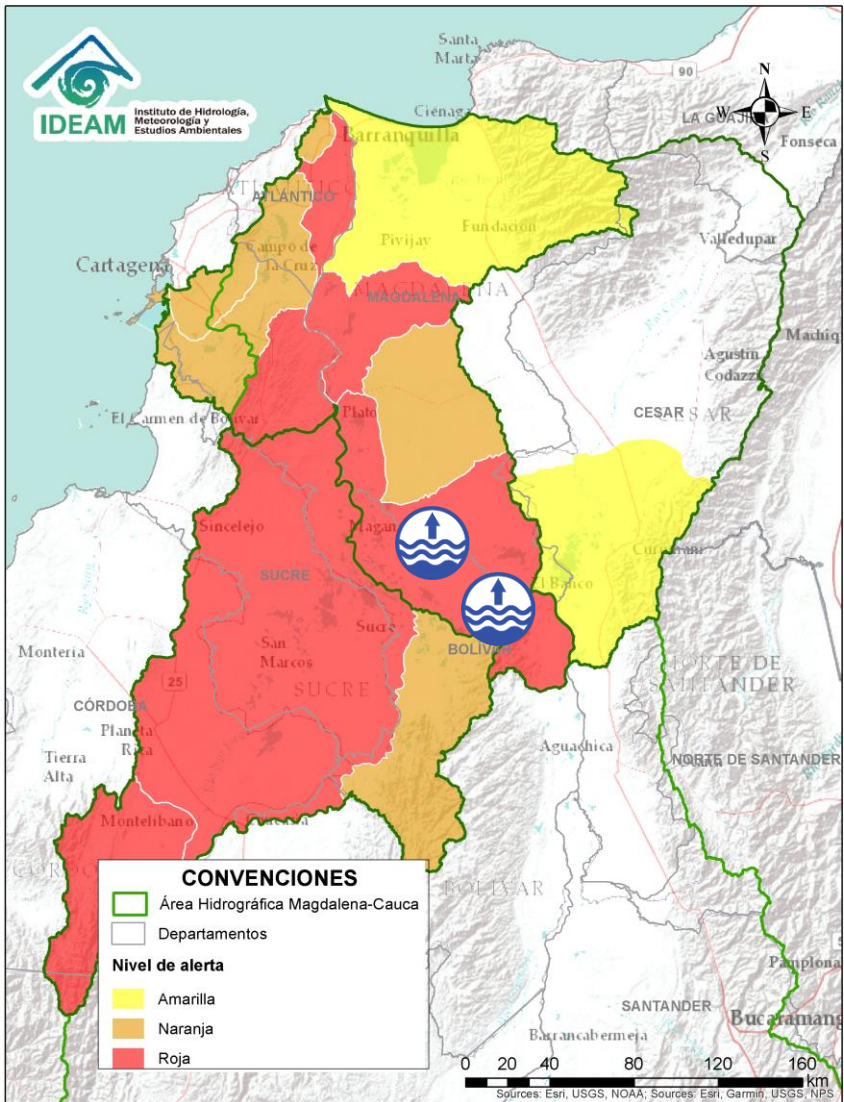 Santa
Marta
90
N
W
E
S
LA GUAJIRA
Fonseca
IDEAM
Instituto de Hidrología,
Meteorología y
Estudios Ambientales
Ciénaga
Barranquilla
ATLÁNTICO
Fundación
Pivijay
Valledupar
Campo de
la Cruz
Cartagena
MAGDALENA
Agustín
Codazzi
CESAR
CESAR
Plato
El Carmen de Bolívar
Sincelejo
El Banco
SUCRE
Sucre
BOLÍVAR
San
Marcos
SUCRE
Montería
25
CÓRDOBA
Planeta
Rica
Tierra
Alta
NORTE DE
SANTANDER
Aguachica
NORTE DE SANTANDER
Montelíbano
BOLÍVAR
CONVENCIONES
Área Hidrográfica Magdalena-Cauca
Departamentos
Nivel de alerta
Amarilla
Naranja
Roja
Pamplona
SANTANDER
Barrancabermeja
0 20 40 80 120 160
km
Sources: Esri, USGS, NOAA; Sources: Esri, Garmin, USGS, NPS